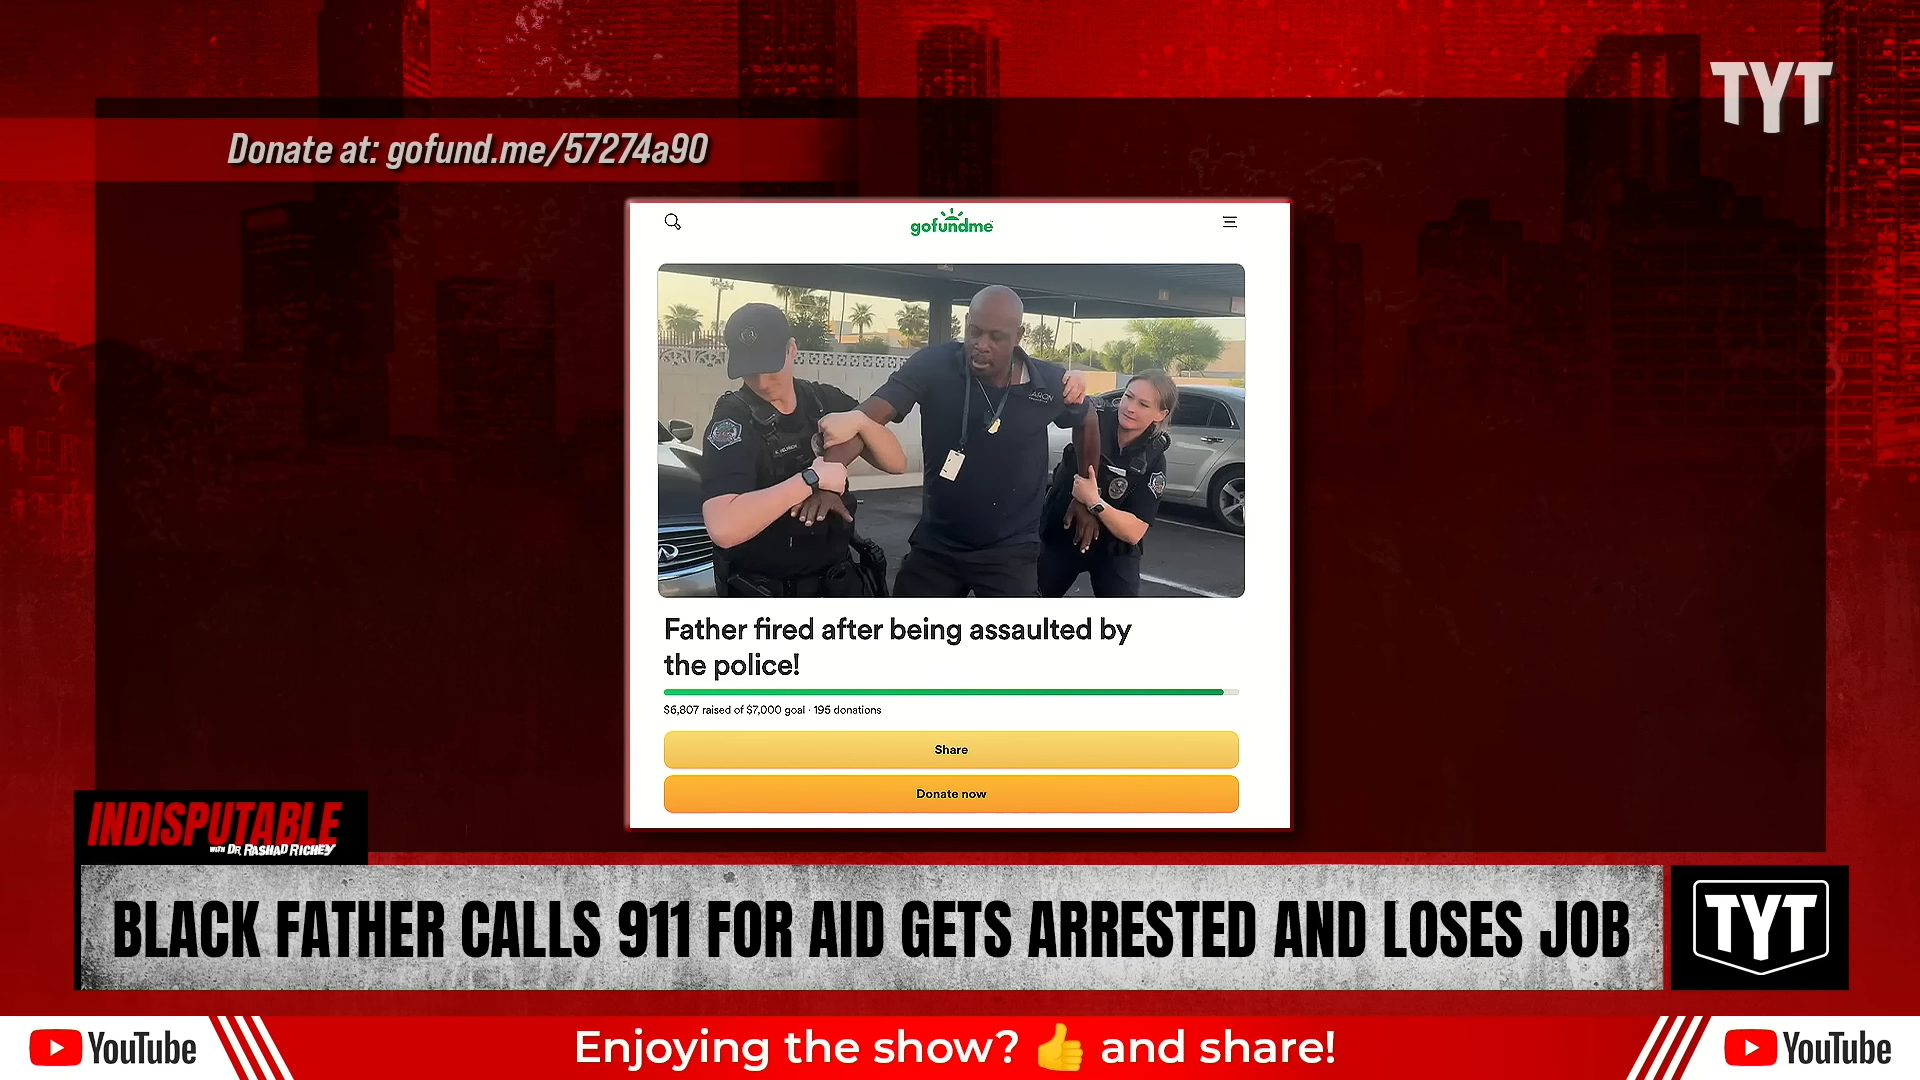 TYT
Donate at: gofund.me/57274a90
gofundme
Father fired after being assaulted by
the police!
$6,807 raised of $7,000 goal · 195 donations
Share
Donate now
INDISPUTABLE
WITH DR RASHAD RICHEY
BLACK FATHER CALLS 911 FOR AID GETS ARRESTED AND LOSES JOB
TYT
YouTube
Enjoying the show? 👍 and share!
YouTube